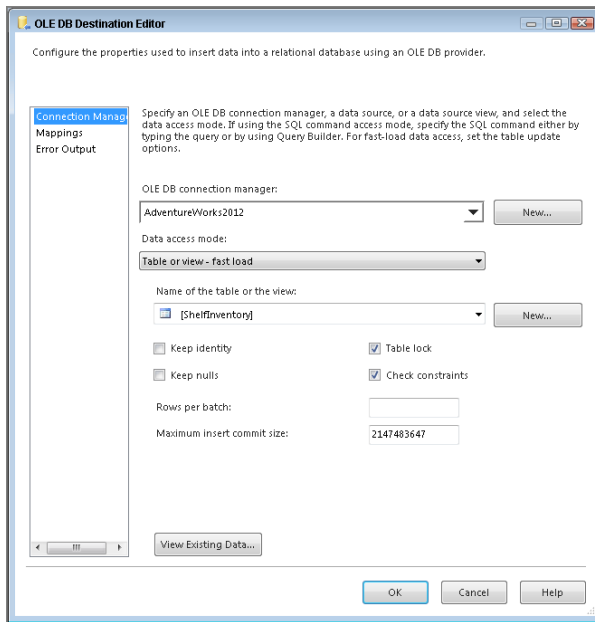 OLE DB Destination Editor
Configure the properties used to insert data into a relational database using an OLE DB provider.
Connection Manag
Mappings
Error Output
Specify an OLE DB connection manager, a data source, or a data source view, and select the
data access mode. If using the SQL command access mode, specify the SQL command either by
typing the query or by using Query Builder. For fast-load data access, set the table update
options.
OLE DB connection manager:
AdventureWorks2012
New...
Data access mode:
Table or view - fast load
Name of the table or the view:
[ShelfInventory]
New...
Keep identity
Table lock
Keep nulls
Check constraints
Rows per batch:
Maximum insert commit size:
2147483647
View Existing Data...
OK
Cancel
Help